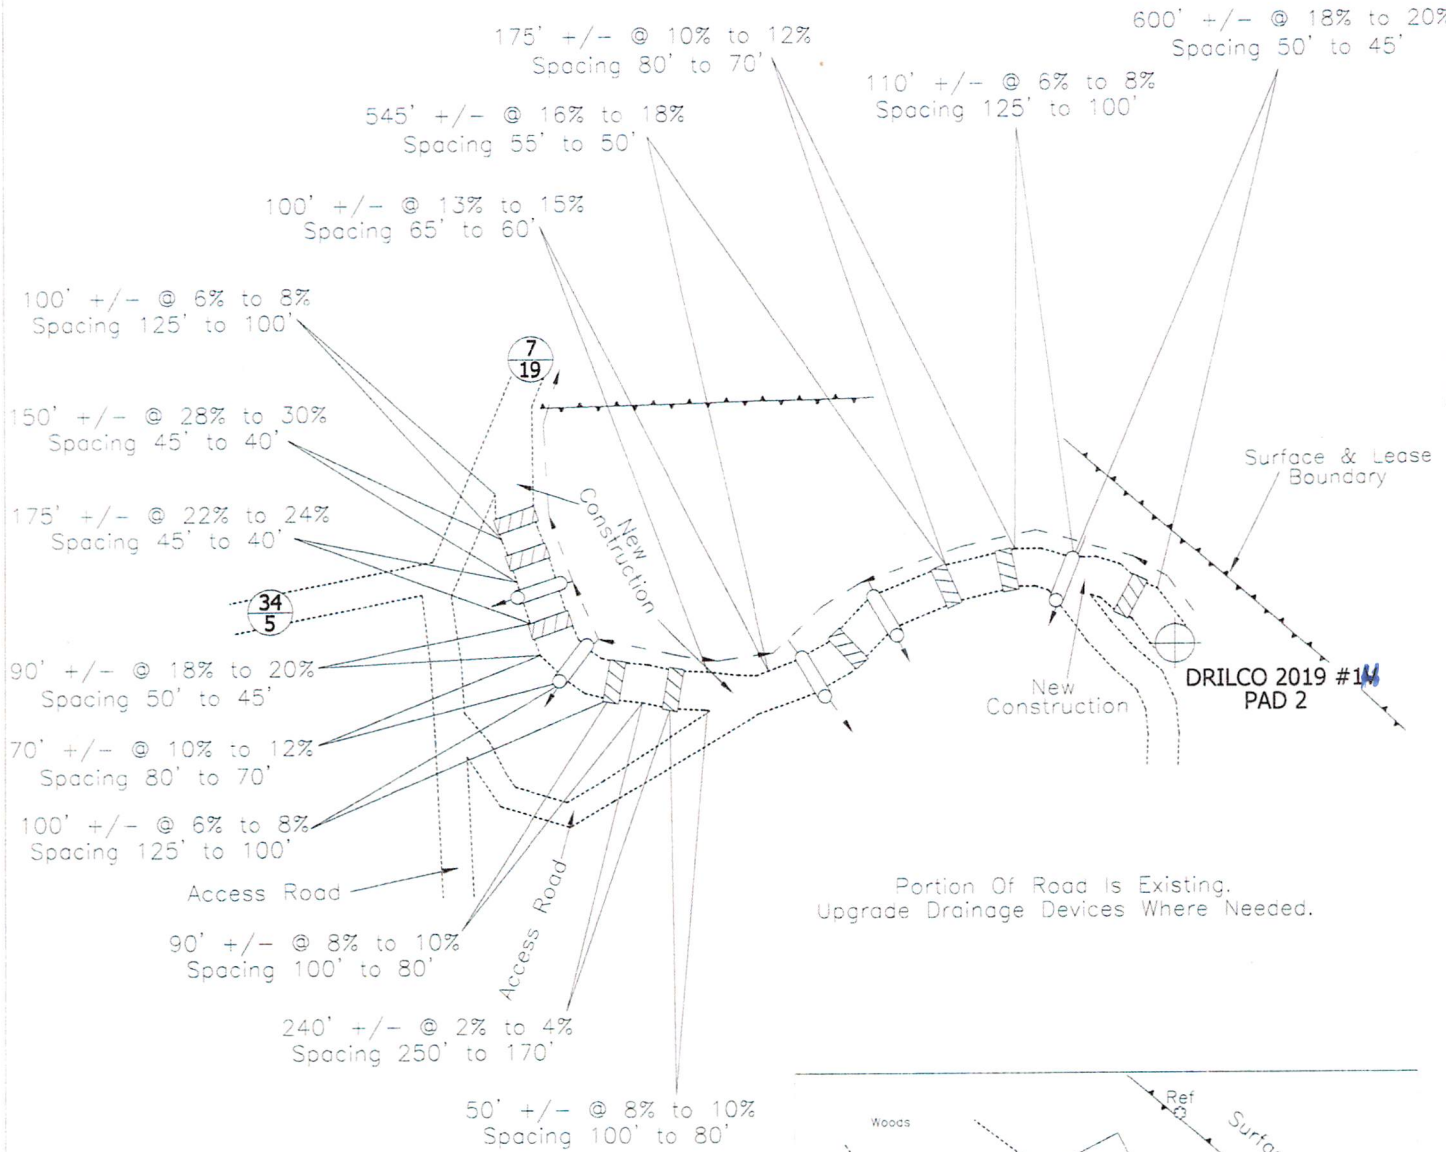 600' +/- @ 18% to 20%
Spacing 50' to 45'
175' +/- @ 10% to 12%
Spacing 80' to 70'
110' +/- @ 6% to 8%
Spacing 125' to 100'
545' +/- @ 16% to 18%
Spacing 55' to 50'
100' +/- @ 13% to 15%
Spacing 65' to 60'
100' +/- @ 6% to 8%
Spacing 125' to 100'
7
19
150' +/- @ 28% to 30%
Spacing 45' to 40'
Surface & Lease
Boundary
175' +/- @ 22% to 24%
Spacing 45' to 40'
New
Construction
34
5
90' +/- @ 18% to 20%
Spacing 50' to 45'
New
Construction
DRILCO 2019 #1
PAD 2
70' +/- @ 10% to 12%
Spacing 80' to 70'
100' +/- @ 6% to 8%
Spacing 125' to 100'
Access Road
Access Road
Portion Of Road Is Existing.
Upgrade Drainage Devices Where Needed.
90' +/- @ 8% to 10%
Spacing 100' to 80'
240' +/- @ 2% to 4%
Spacing 250' to 170'
50' +/- @ 8% to 10%
Spacing 100' to 80'
Woods
Ref